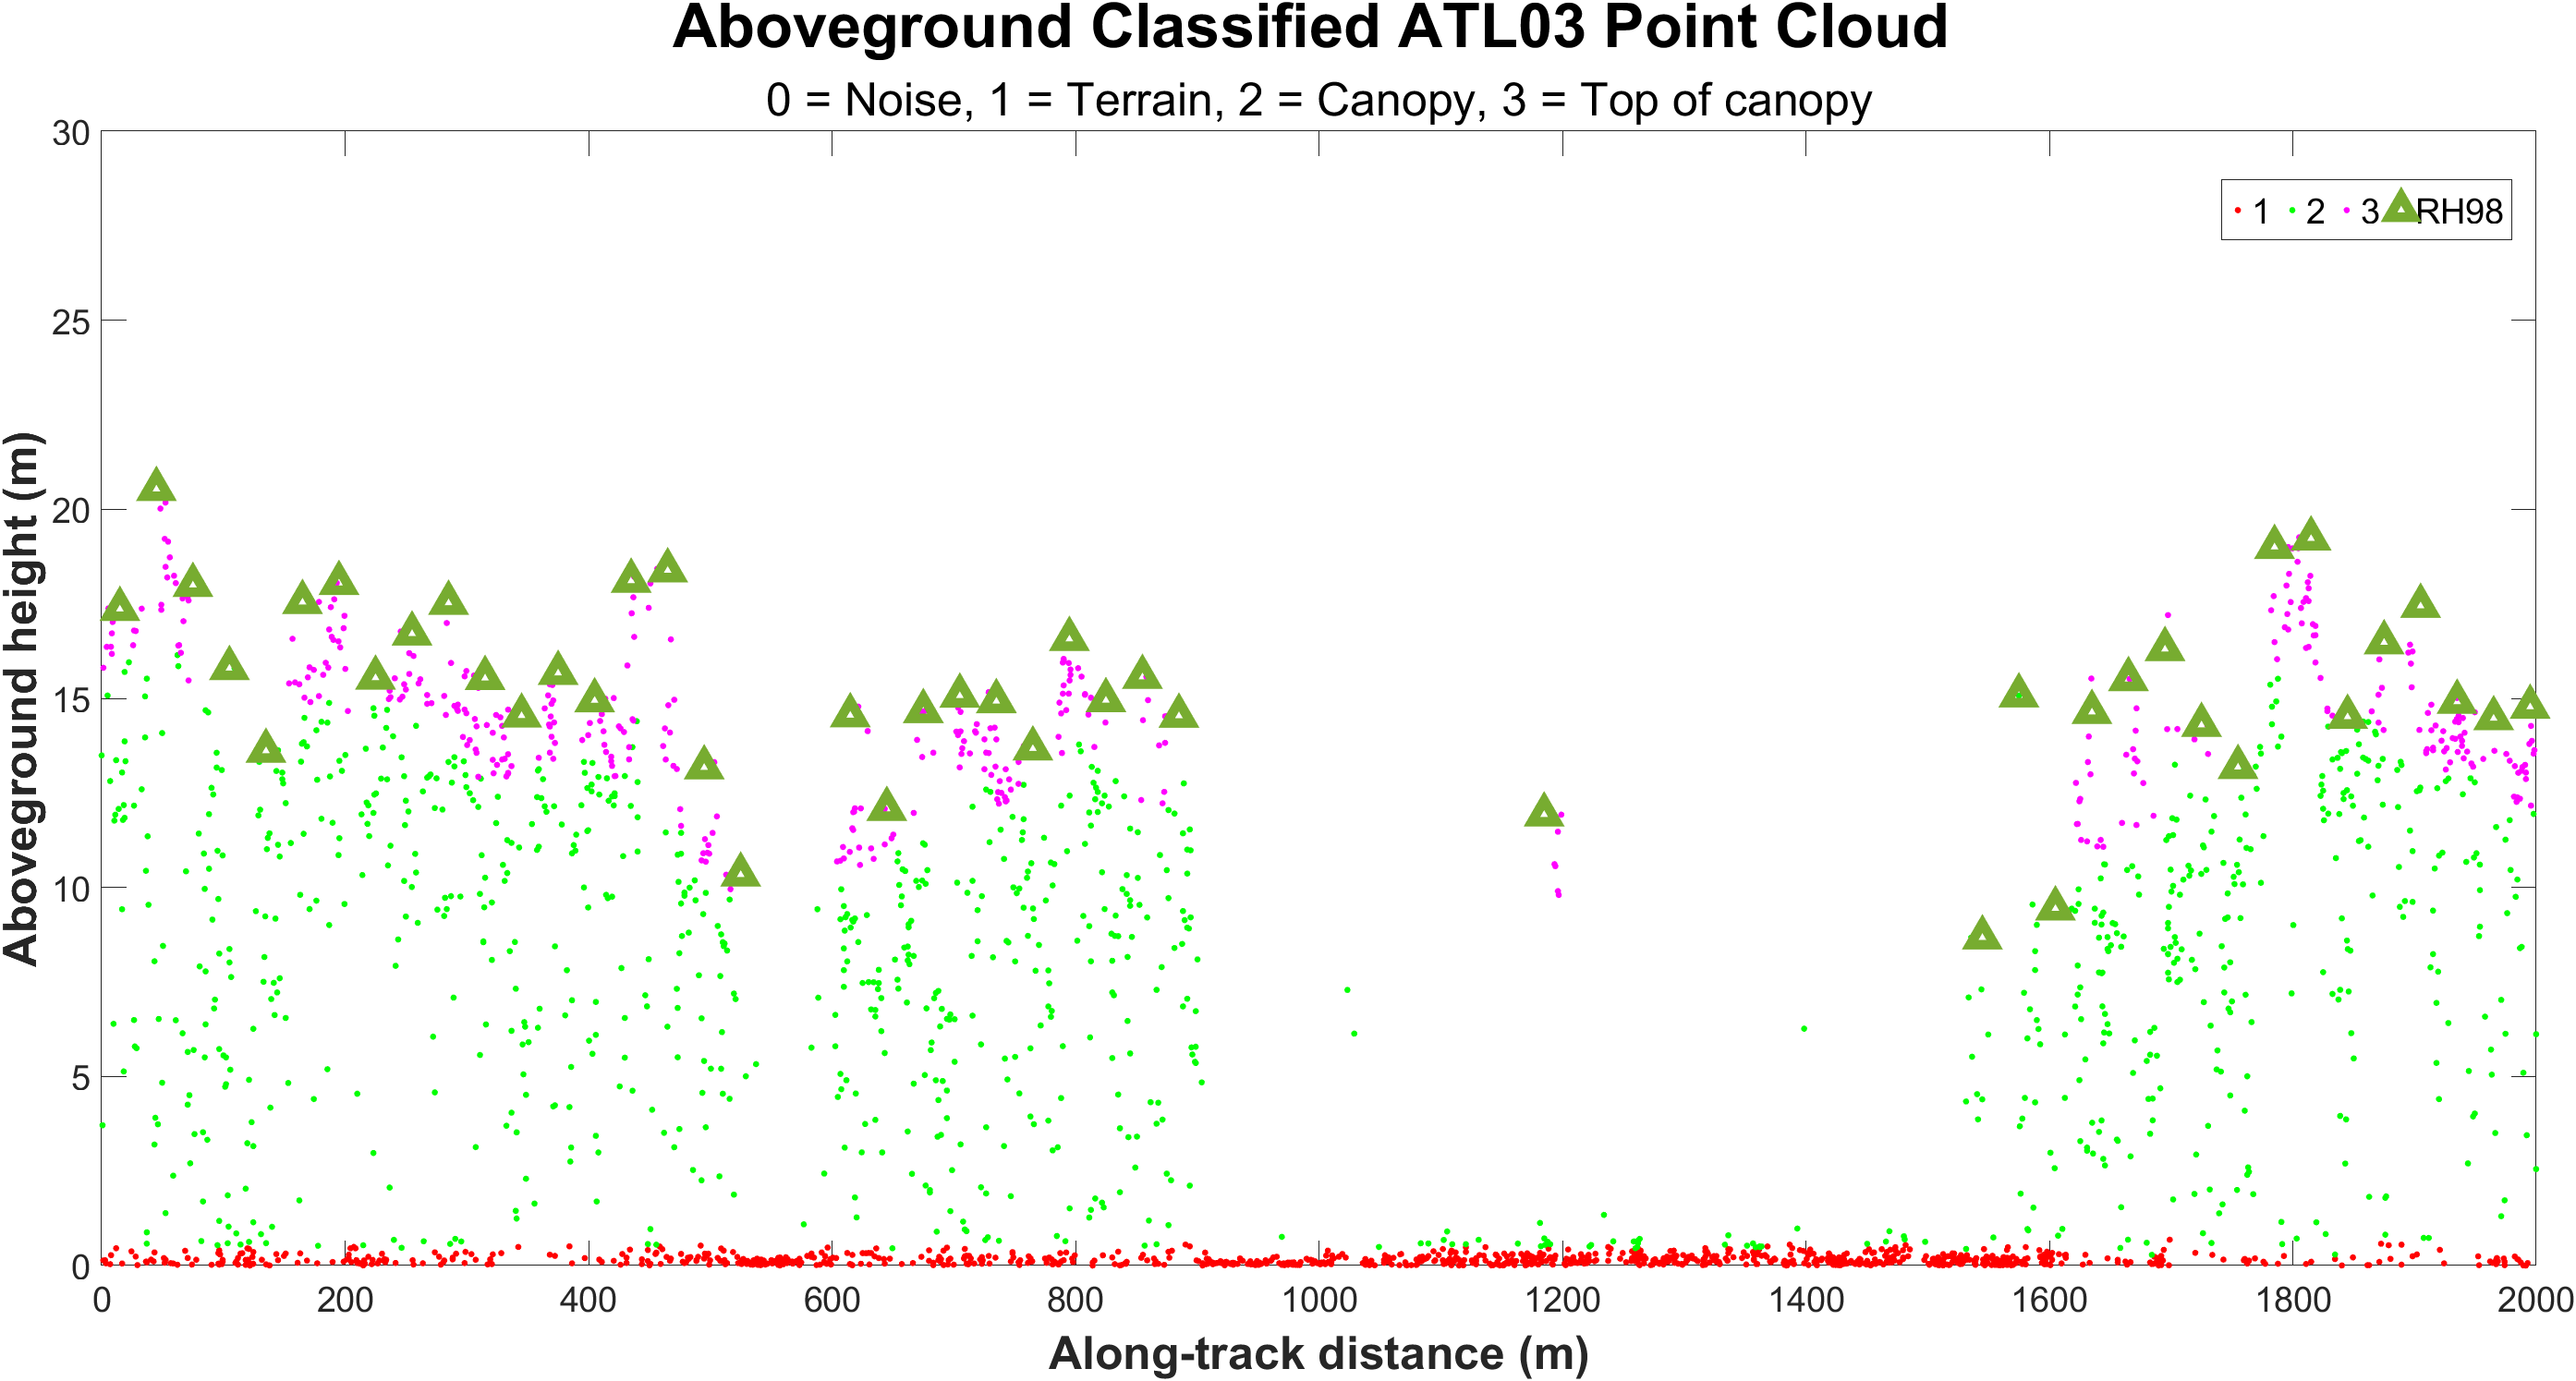 Aboveground Classified ATL03 Point Cloud
0 = Noise, 1 = Terrain, 2 = Canopy, 3 = Top of canopy
1 2 3 RH98
Aboveground height (m)
30
25
20
15
10
5
0
0 200 400 600 800 1000 1200 1400 1600 1800 2000
Along-track distance (m)